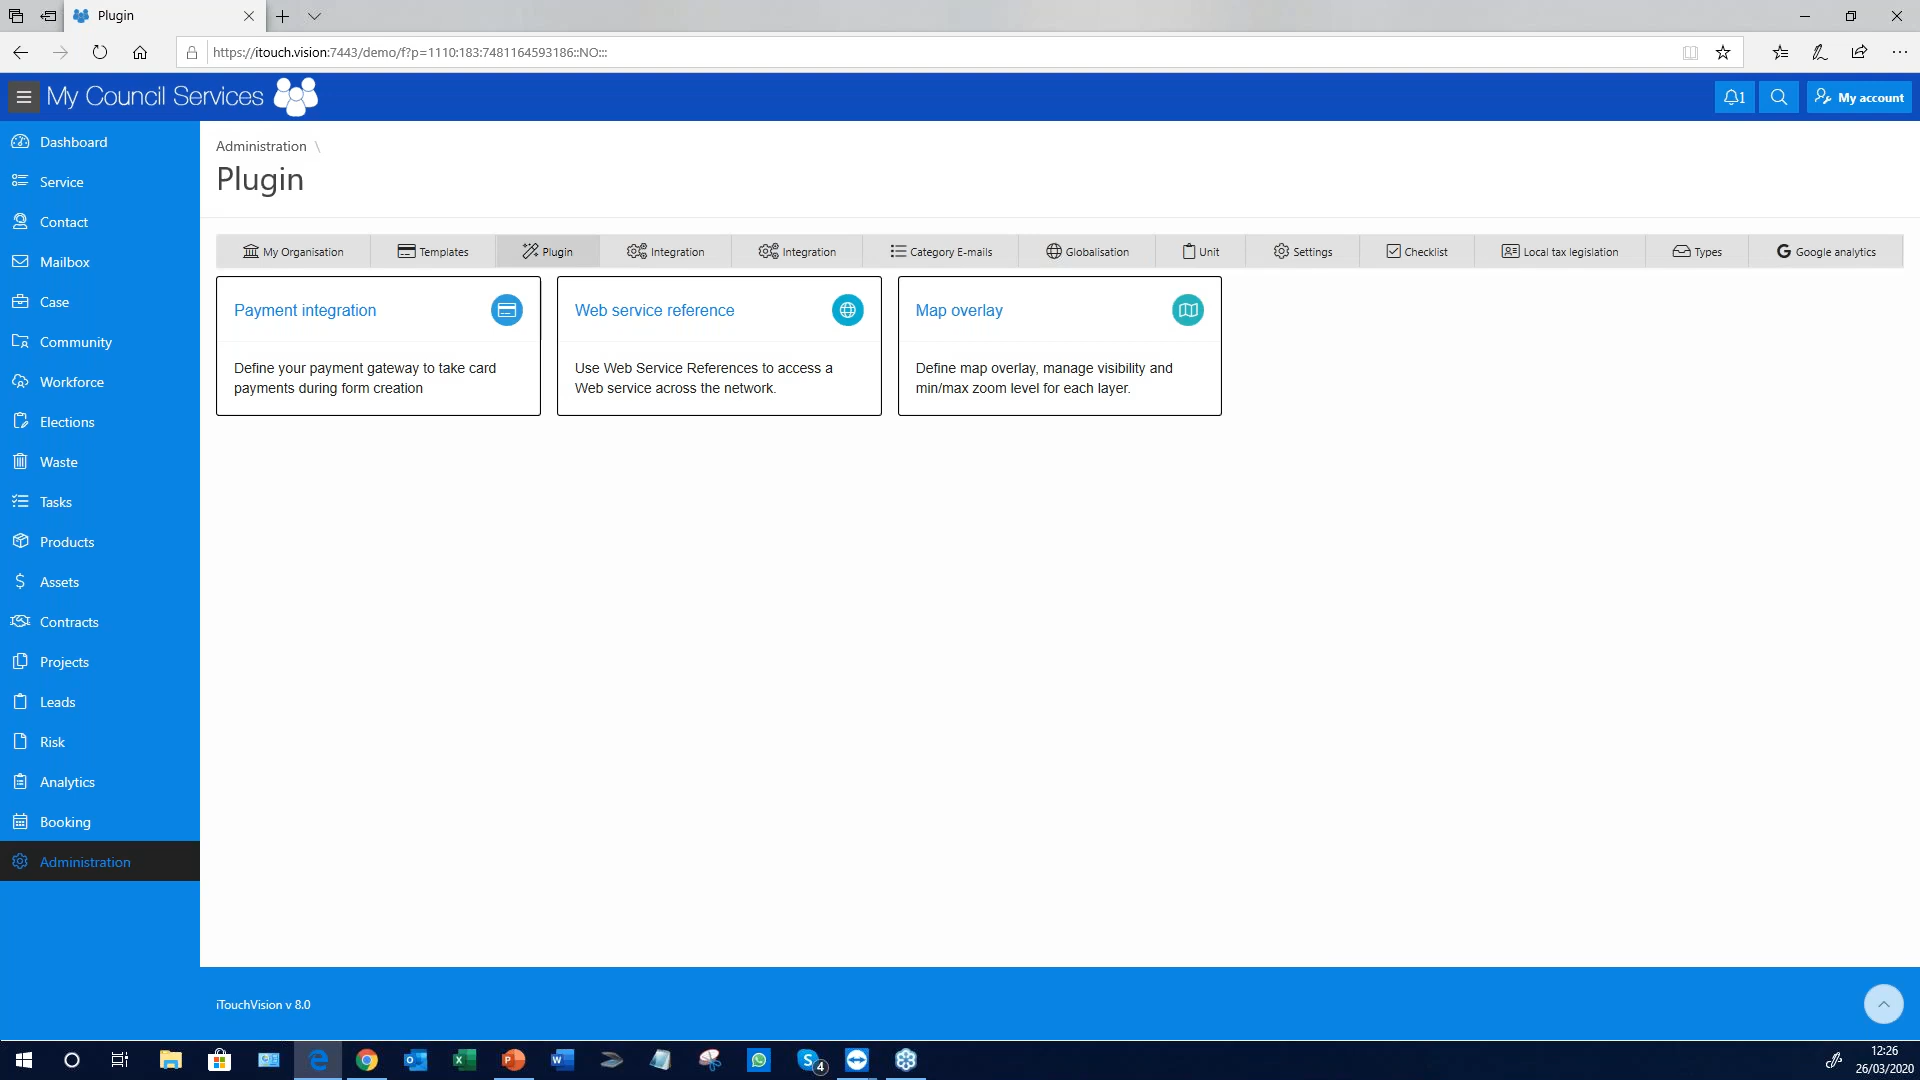 Plugin
https://itouch.vision:7443/demo/f?p=1110:183:7481164593186::NO:::
My Council Services
1
My account
Dashboard
Service
Contact
Mailbox
Case
Community
Workforce
Elections
Waste
Tasks
Products
Assets
Contracts
Projects
Leads
Risk
Analytics
Booking
Administration
Administration \
Plugin
My Organisation
Templates
Plugin
Integration
Integration
Category E-mails
Globalisation
Unit
Settings
Checklist
Local tax legislation
Types
Google analytics
Payment integration
Define your payment gateway to take card
payments during form creation
Web service reference
Use Web Service References to access a
Web service across the network.
Map overlay
Define map overlay, manage visibility and
min/max zoom level for each layer.
iTouchVision v 8.0
4
12:26
26/03/2020